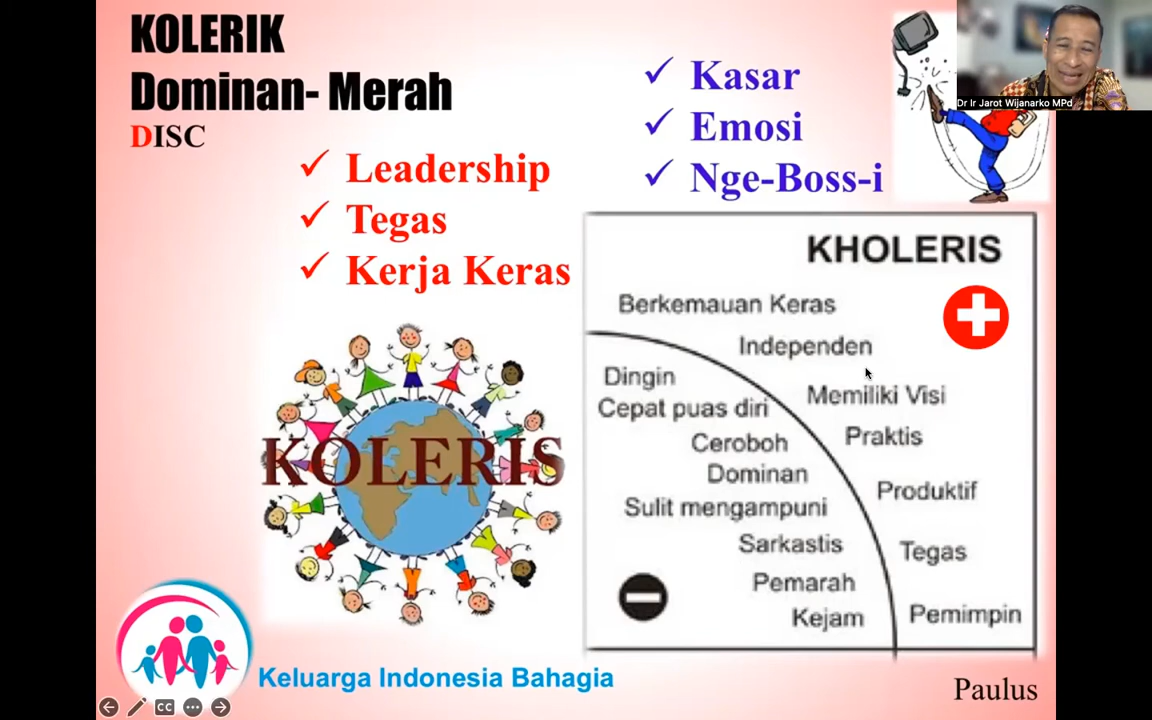 KOLERIK
Dominan- Merah
DISC
Leadership
Tegas
Kerja Keras
Kasar
Emosi
Nge-Boss-i
Dr Ir Jarot Wijanarko MPd
KOLERIS
KHOLERIS
Berkemauan Keras
Independen
Memiliki Visi
Praktis
Produktif
Tegas
Pemimpin
Dingin
Cepat puas diri
Ceroboh
Dominan
Sulit mengampuni
Sarkastis
Pemarah
Kejam
Keluarga Indonesia Bahagia
Paulus
CC